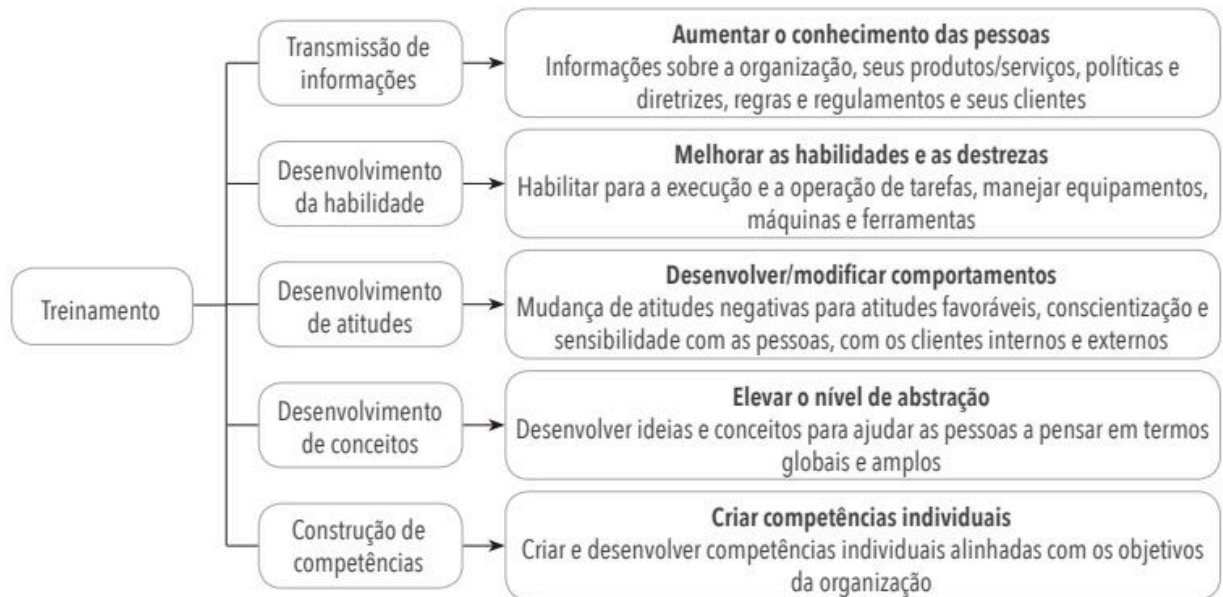 Transmissão de
informações
Aumentar o conhecimento das pessoas
Informações sobre a organização, seus produtos/serviços, políticas e
diretrizes, regras e regulamentos e seus clientes
Desenvolvimento
da habilidade
Melhorar as habilidades e as destrezas
Habilitar para a execução e a operação de tarefas, manejar equipamentos,
máquinas e ferramentas
Treinamento
Desenvolvimento
de atitudes
Desenvolver/modificar comportamentos
Mudança de atitudes negativas para atitudes favoráveis, conscientização e
sensibilidade com as pessoas, com os clientes internos e externos
Desenvolvimento
de conceitos
Elevar o nível de abstração
Desenvolver ideias e conceitos para ajudar as pessoas a pensar em termos
globais e amplos
Construção de
competências
Criar competências individuais
Criar e desenvolver competências individuais alinhadas com os objetivos
da organização